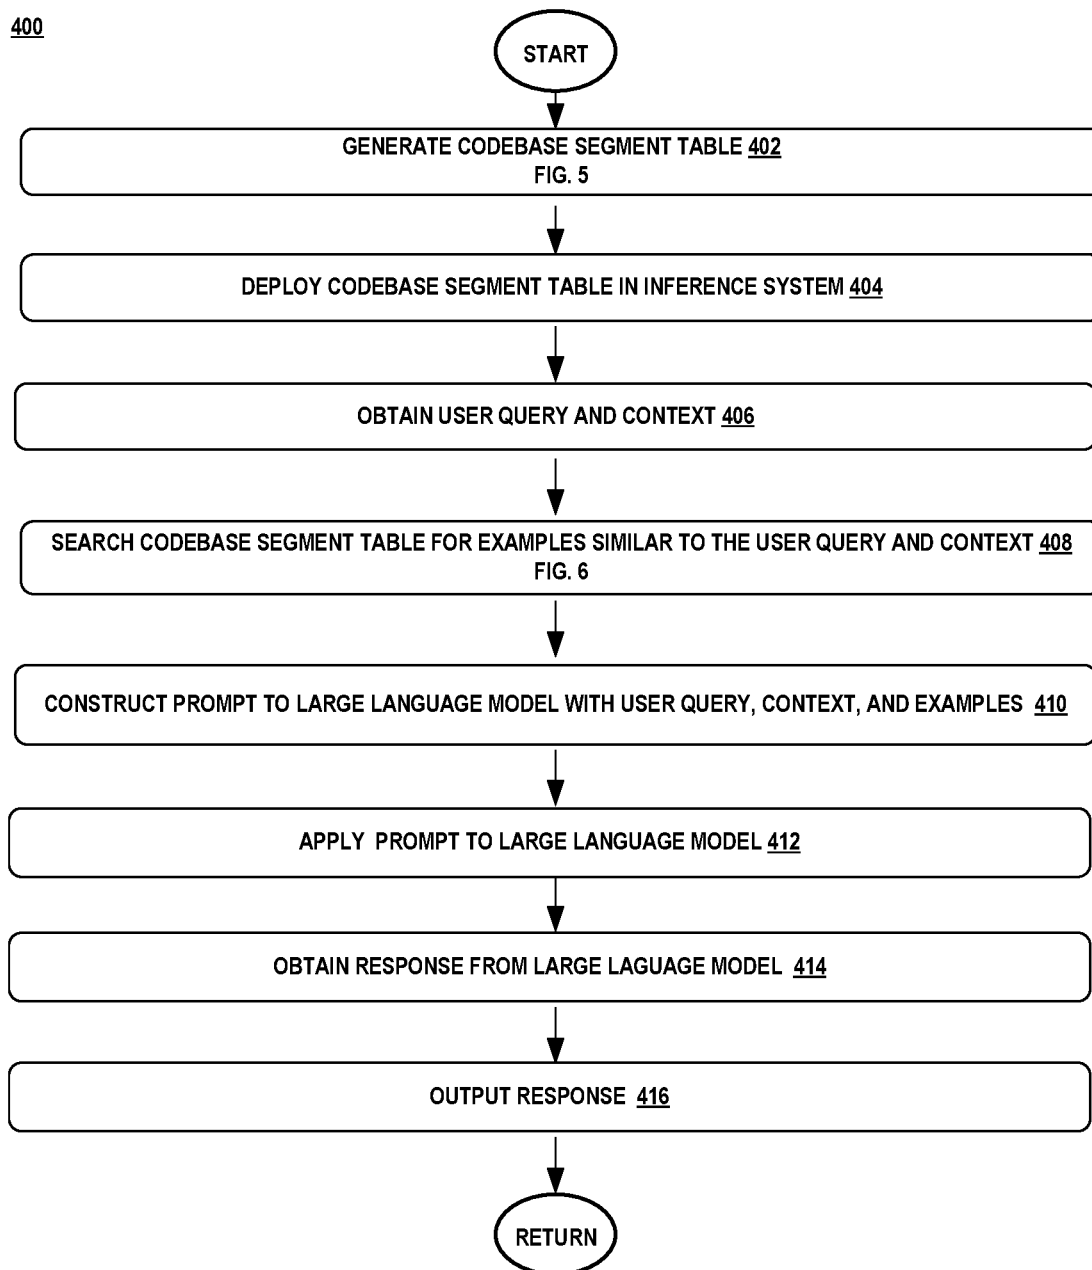 400
START
GENERATE CODEBASE SEGMENT TABLE 402
FIG. 5
DEPLOY CODEBASE SEGMENT TABLE IN INFERENCE SYSTEM 404
OBTAIN USER QUERY AND CONTEXT 406
SEARCH CODEBASE SEGMENT TABLE FOR EXAMPLES SIMILAR TO THE USER QUERY AND CONTEXT 408
FIG. 6
CONSTRUCT PROMPT TO LARGE LANGUAGE MODEL WITH USER QUERY, CONTEXT, AND EXAMPLES 410
APPLY PROMPT TO LARGE LANGUAGE MODEL 412
OBTAIN RESPONSE FROM LARGE LAGUAGE MODEL 414
OUTPUT RESPONSE 416
RETURN